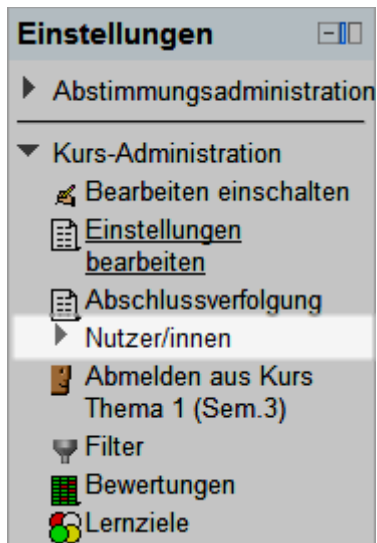 Einstellungen
Abstimmungsadministration
Kurs-Administration
Bearbeiten einschalten
Einstellungen
bearbeiten
Abschlussverfolgung
Nutzer/innen
Abmelden aus Kurs
Thema 1 (Sem.3)
Filter
Bewertungen
Lernziele